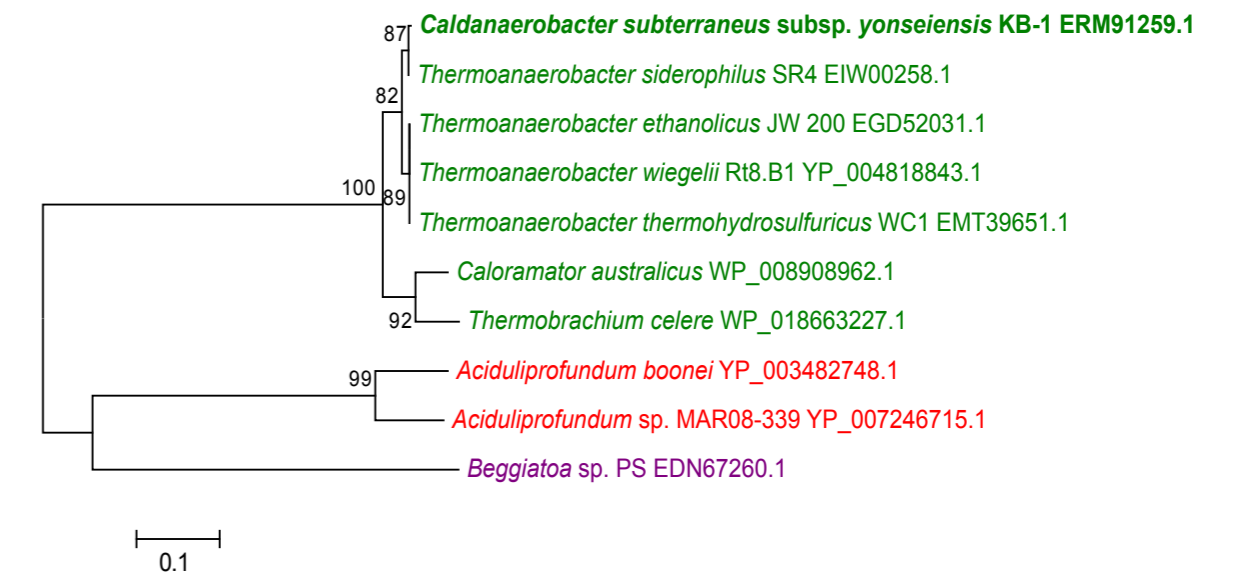 87
Caldanaerobacter subterraneus subsp. yonseiensis KB-1 ERM91259.1
Thermoanaerobacter siderophilus SR4 EIW00258.1
82
Thermoanaerobacter ethanolicus JW 200 EGD52031.1
Thermoanaerobacter wiegelii Rt8.B1 YP_004818843.1
100
89
Thermoanaerobacter thermohydrosulfuricus WC1 EMT39651.1
Caloramator australicus WP_008908962.1
92
Thermobrachium celere WP_018663227.1
99
Aciduliprofundum boonei YP_003482748.1
Aciduliprofundum sp. MAR08-339 YP_007246715.1
Beggiatoa sp. PS EDN67260.1
0.1